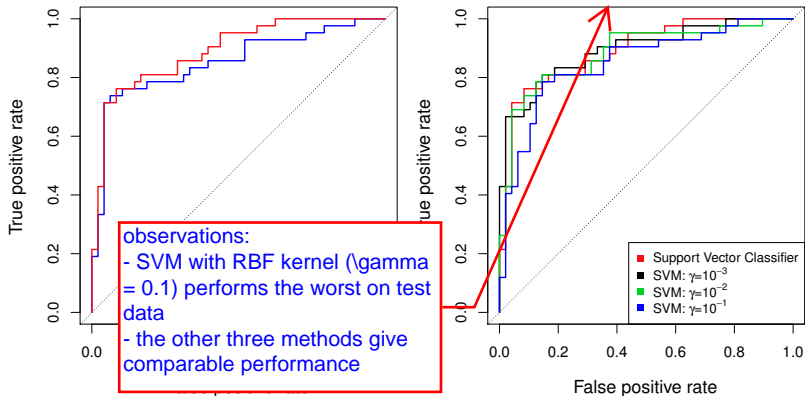 True positive rate
0.0
0.2
0.4
0.6
0.8
1.0
0.0
observations:
- SVM with RBF kernel (\gamma
= 0.1) performs the worst on test
data
- the other three methods give
comparable performance
0.0
0.2
0.4
0.6
0.8
1.0
0.0
0.2
0.4
0.6
0.8
1.0
False positive rate
Support Vector Classifier
SVM: γ=10⁻³
SVM: γ=10⁻²
SVM: γ=10⁻¹